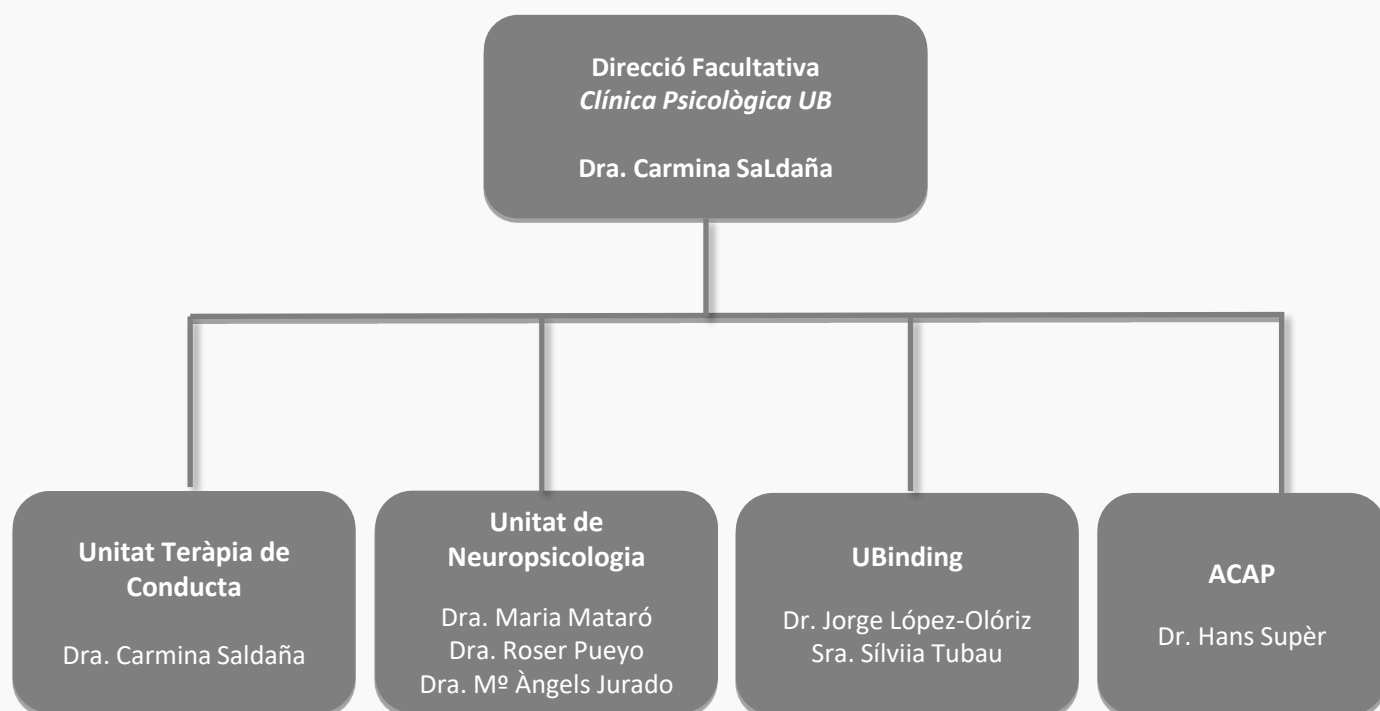 Direcció Facultativa
Clínica Psicològica UB
Dra. Carmina SaLdaña
Unitat Teràpia de
Conducta
Dra. Carmina Saldaña
Unitat de
Neuropsicologia
Dra. Maria Mataró
Dra. Roser Pueyo
Dra. Mº Àngels Jurado
UBinding
Dr. Jorge López-Olóriz
Sra. Sílviia Tubau
ACAP
Dr. Hans Supèr